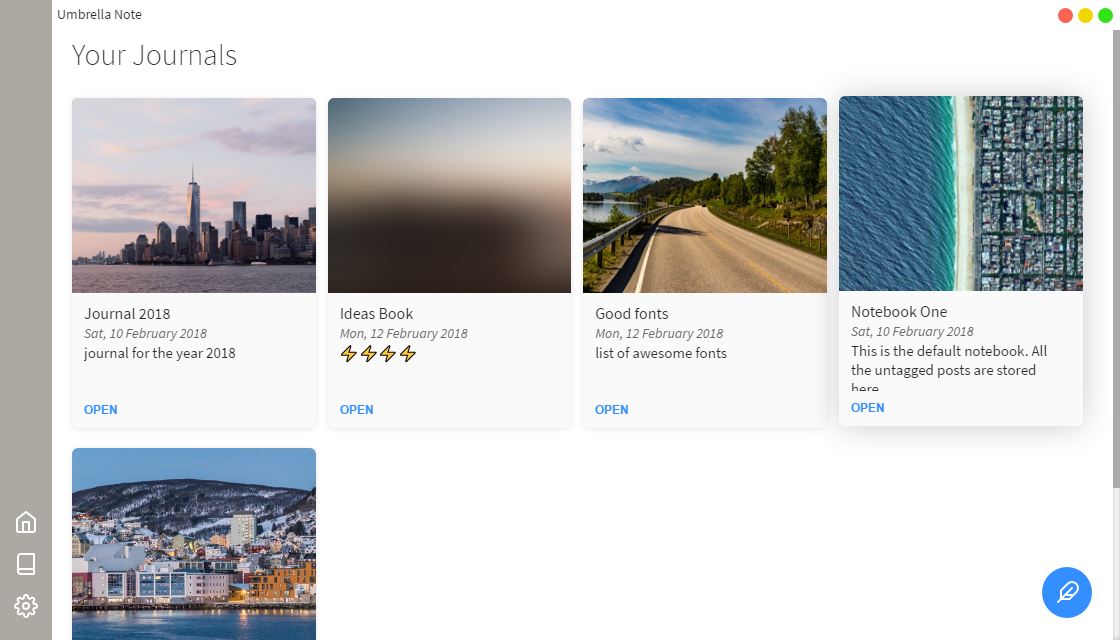 Umbrella Note
Your Journals
Journal 2018
Sat, 10 February 2018
journal for the year 2018
OPEN
Ideas Book
Mon, 12 February 2018
⚡⚡⚡⚡
OPEN
Good fonts
Mon, 12 February 2018
list of awesome fonts
OPEN
Notebook One
Sat, 10 February 2018
This is the default notebook. All
the untagged posts are stored
here
OPEN